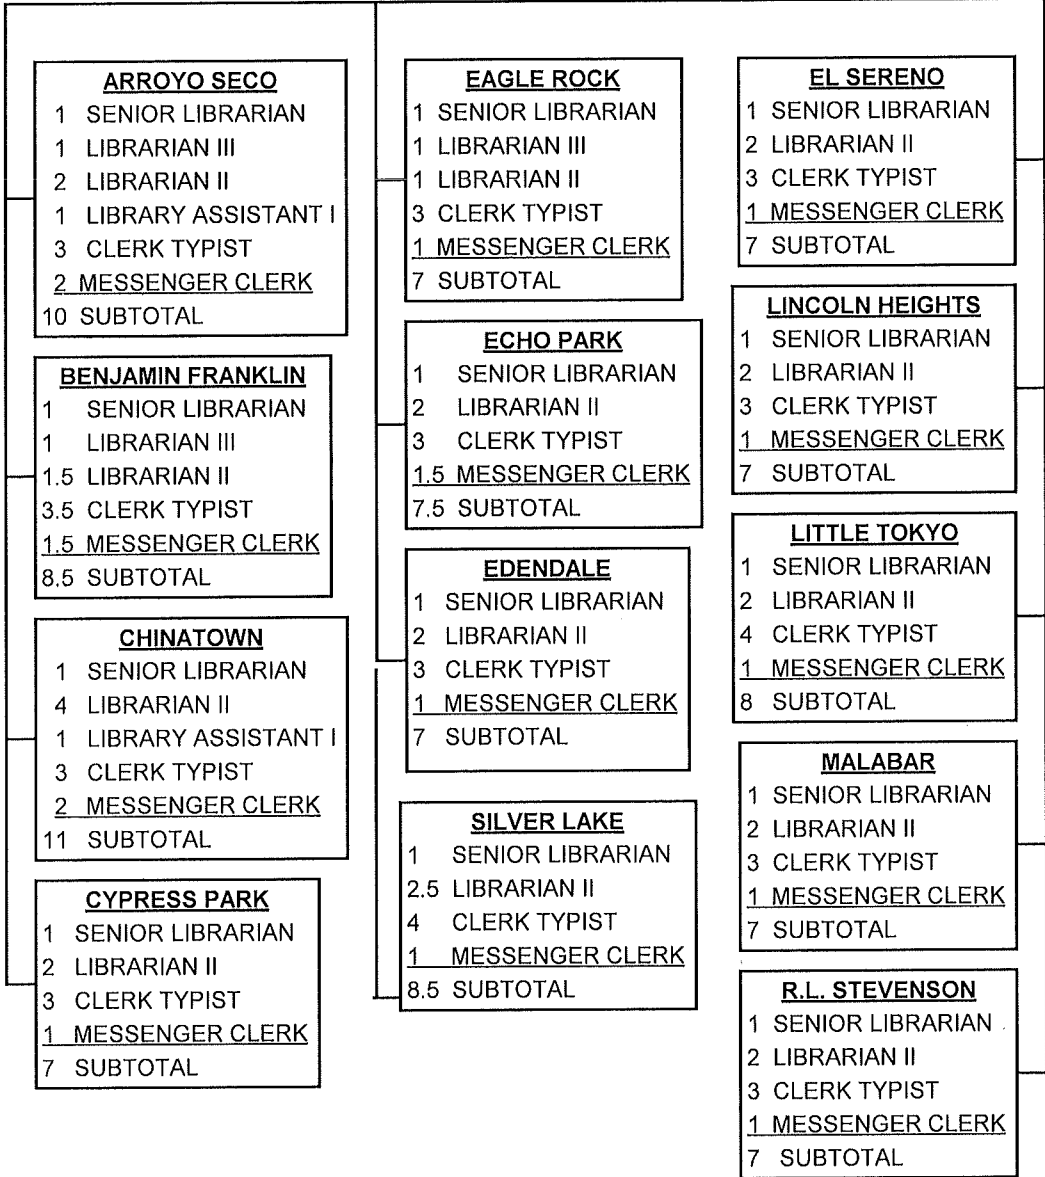 ARROYO SECO
1 SENIOR LIBRARIAN
1 LIBRARIAN III
2 LIBRARIAN II
1 LIBRARY ASSISTANT I
3 CLERK TYPIST
2 MESSENGER CLERK
10 SUBTOTAL
BENJAMIN FRANKLIN
1 SENIOR LIBRARIAN
1 LIBRARIAN III
1.5 LIBRARIAN II
3.5 CLERK TYPIST
1.5 MESSENGER CLERK
8.5 SUBTOTAL
CHINATOWN
1 SENIOR LIBRARIAN
4 LIBRARIAN II
1 LIBRARY ASSISTANT I
3 CLERK TYPIST
2 MESSENGER CLERK
11 SUBTOTAL
CYPRESS PARK
1 SENIOR LIBRARIAN
2 LIBRARIAN II
3 CLERK TYPIST
1 MESSENGER CLERK
7 SUBTOTAL
EAGLE ROCK
1 SENIOR LIBRARIAN
1 LIBRARIAN III
1 LIBRARIAN II
3 CLERK TYPIST
1 MESSENGER CLERK
7 SUBTOTAL
ECHO PARK
1 SENIOR LIBRARIAN
2 LIBRARIAN II
3 CLERK TYPIST
1.5 MESSENGER CLERK
7.5 SUBTOTAL
EDENDALE
1 SENIOR LIBRARIAN
2 LIBRARIAN II
3 CLERK TYPIST
1 MESSENGER CLERK
7 SUBTOTAL
SILVER LAKE
1 SENIOR LIBRARIAN
2.5 LIBRARIAN II
4 CLERK TYPIST
1 MESSENGER CLERK
8.5 SUBTOTAL
EL SERENO
1 SENIOR LIBRARIAN
2 LIBRARIAN II
3 CLERK TYPIST
1 MESSENGER CLERK
7 SUBTOTAL
LINCOLN HEIGHTS
1 SENIOR LIBRARIAN
2 LIBRARIAN II
3 CLERK TYPIST
1 MESSENGER CLERK
7 SUBTOTAL
LITTLE TOKYO
1 SENIOR LIBRARIAN
2 LIBRARIAN II
4 CLERK TYPIST
1 MESSENGER CLERK
8 SUBTOTAL
MALABAR
1 SENIOR LIBRARIAN
2 LIBRARIAN II
3 CLERK TYPIST
1 MESSENGER CLERK
7 SUBTOTAL
R.L. STEVENSON
1 SENIOR LIBRARIAN
2 LIBRARIAN II
3 CLERK TYPIST
1 MESSENGER CLERK
7 SUBTOTAL